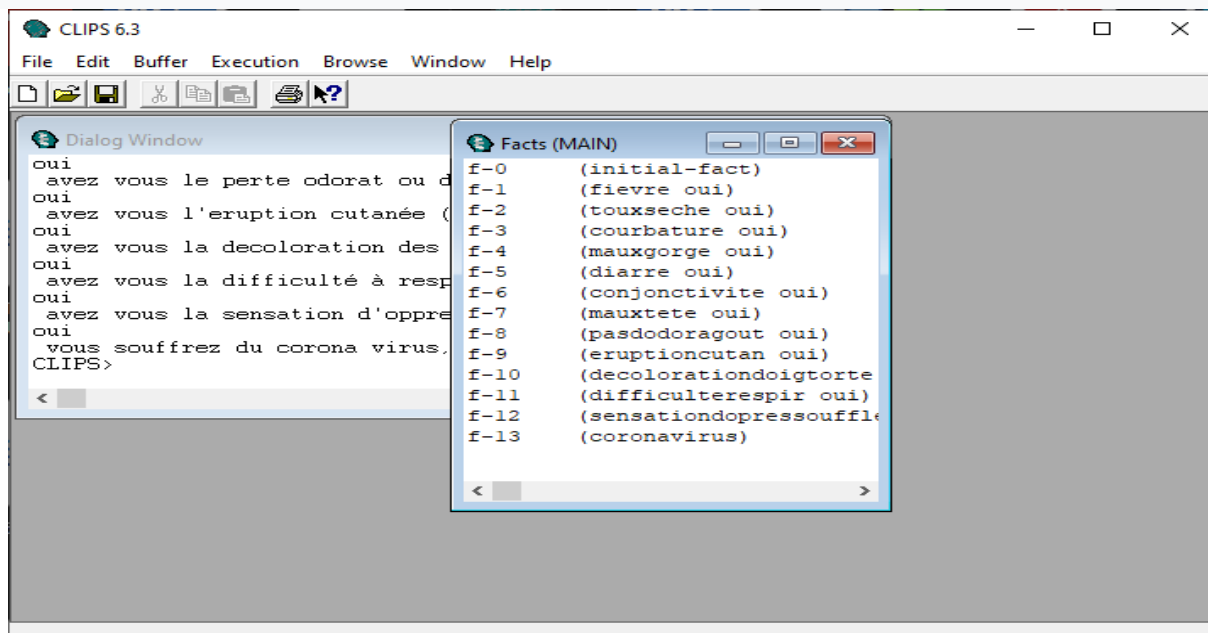 CLIPS 6.3
File Edit Buffer Execution Browse Window Help
Dialog Window
oui
avez vous le perte odorat ou d
oui
avez vous l'eruption cutanée (
oui
avez vous la decoloration des
oui
avez vous la difficulté à resp
oui
avez vous la sensation d'oppre
oui
vous souffrez du corona virus,
CLIPS>
Facts (MAIN)
f-0 (initial-fact)
f-1 (fievre oui)
f-2 (touxseche oui)
f-3 (courbature oui)
f-4 (mauxgorge oui)
f-5 (diarre oui)
f-6 (conjonctivite oui)
f-7 (mauxtete oui)
f-8 (pasdodoragout oui)
f-9 (eruptioncutan oui)
f-10 (decolorationdoigtorte
f-11 (difficulterespir oui)
f-12 (sensationdopressouffle
f-13 (coronavirus)